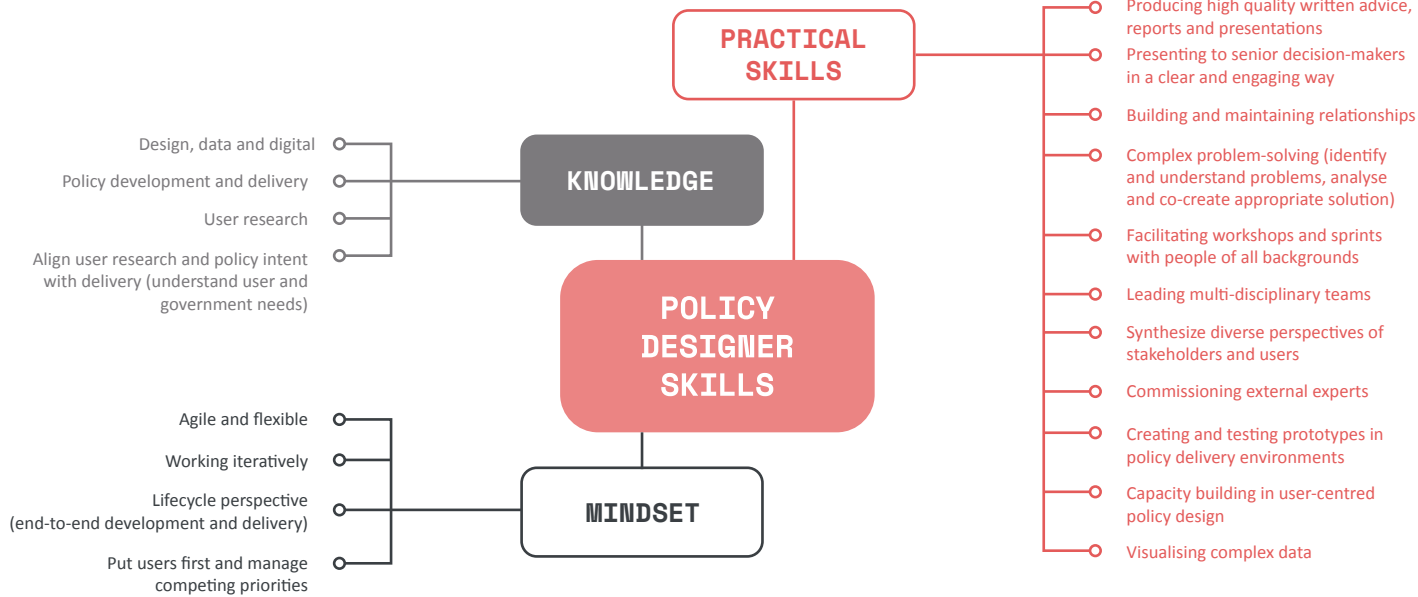 PRACTICAL
SKILLS
Producing high quality written advice,
reports and presentations
Presenting to senior decision-makers
in a clear and engaging way
Building and maintaining relationships
Complex problem-solving (identify
and understand problems, analyse
and co-create appropriate solution)
Facilitating workshops and sprints
with people of all backgrounds
Leading multi-disciplinary teams
Synthesize diverse perspectives of
stakeholders and users
Commissioning external experts
Creating and testing prototypes in
policy delivery environments
Capacity building in user-centred
policy design
Visualising complex data
KNOWLEDGE
Design, data and digital
Policy development and delivery
User research
Align user research and policy intent
with delivery (understand user and
government needs)
POLICY
DESIGNER
SKILLS
MINDSET
Agile and flexible
Working iteratively
Lifecycle perspective
(end-to-end development and delivery)
Put users first and manage
competing priorities